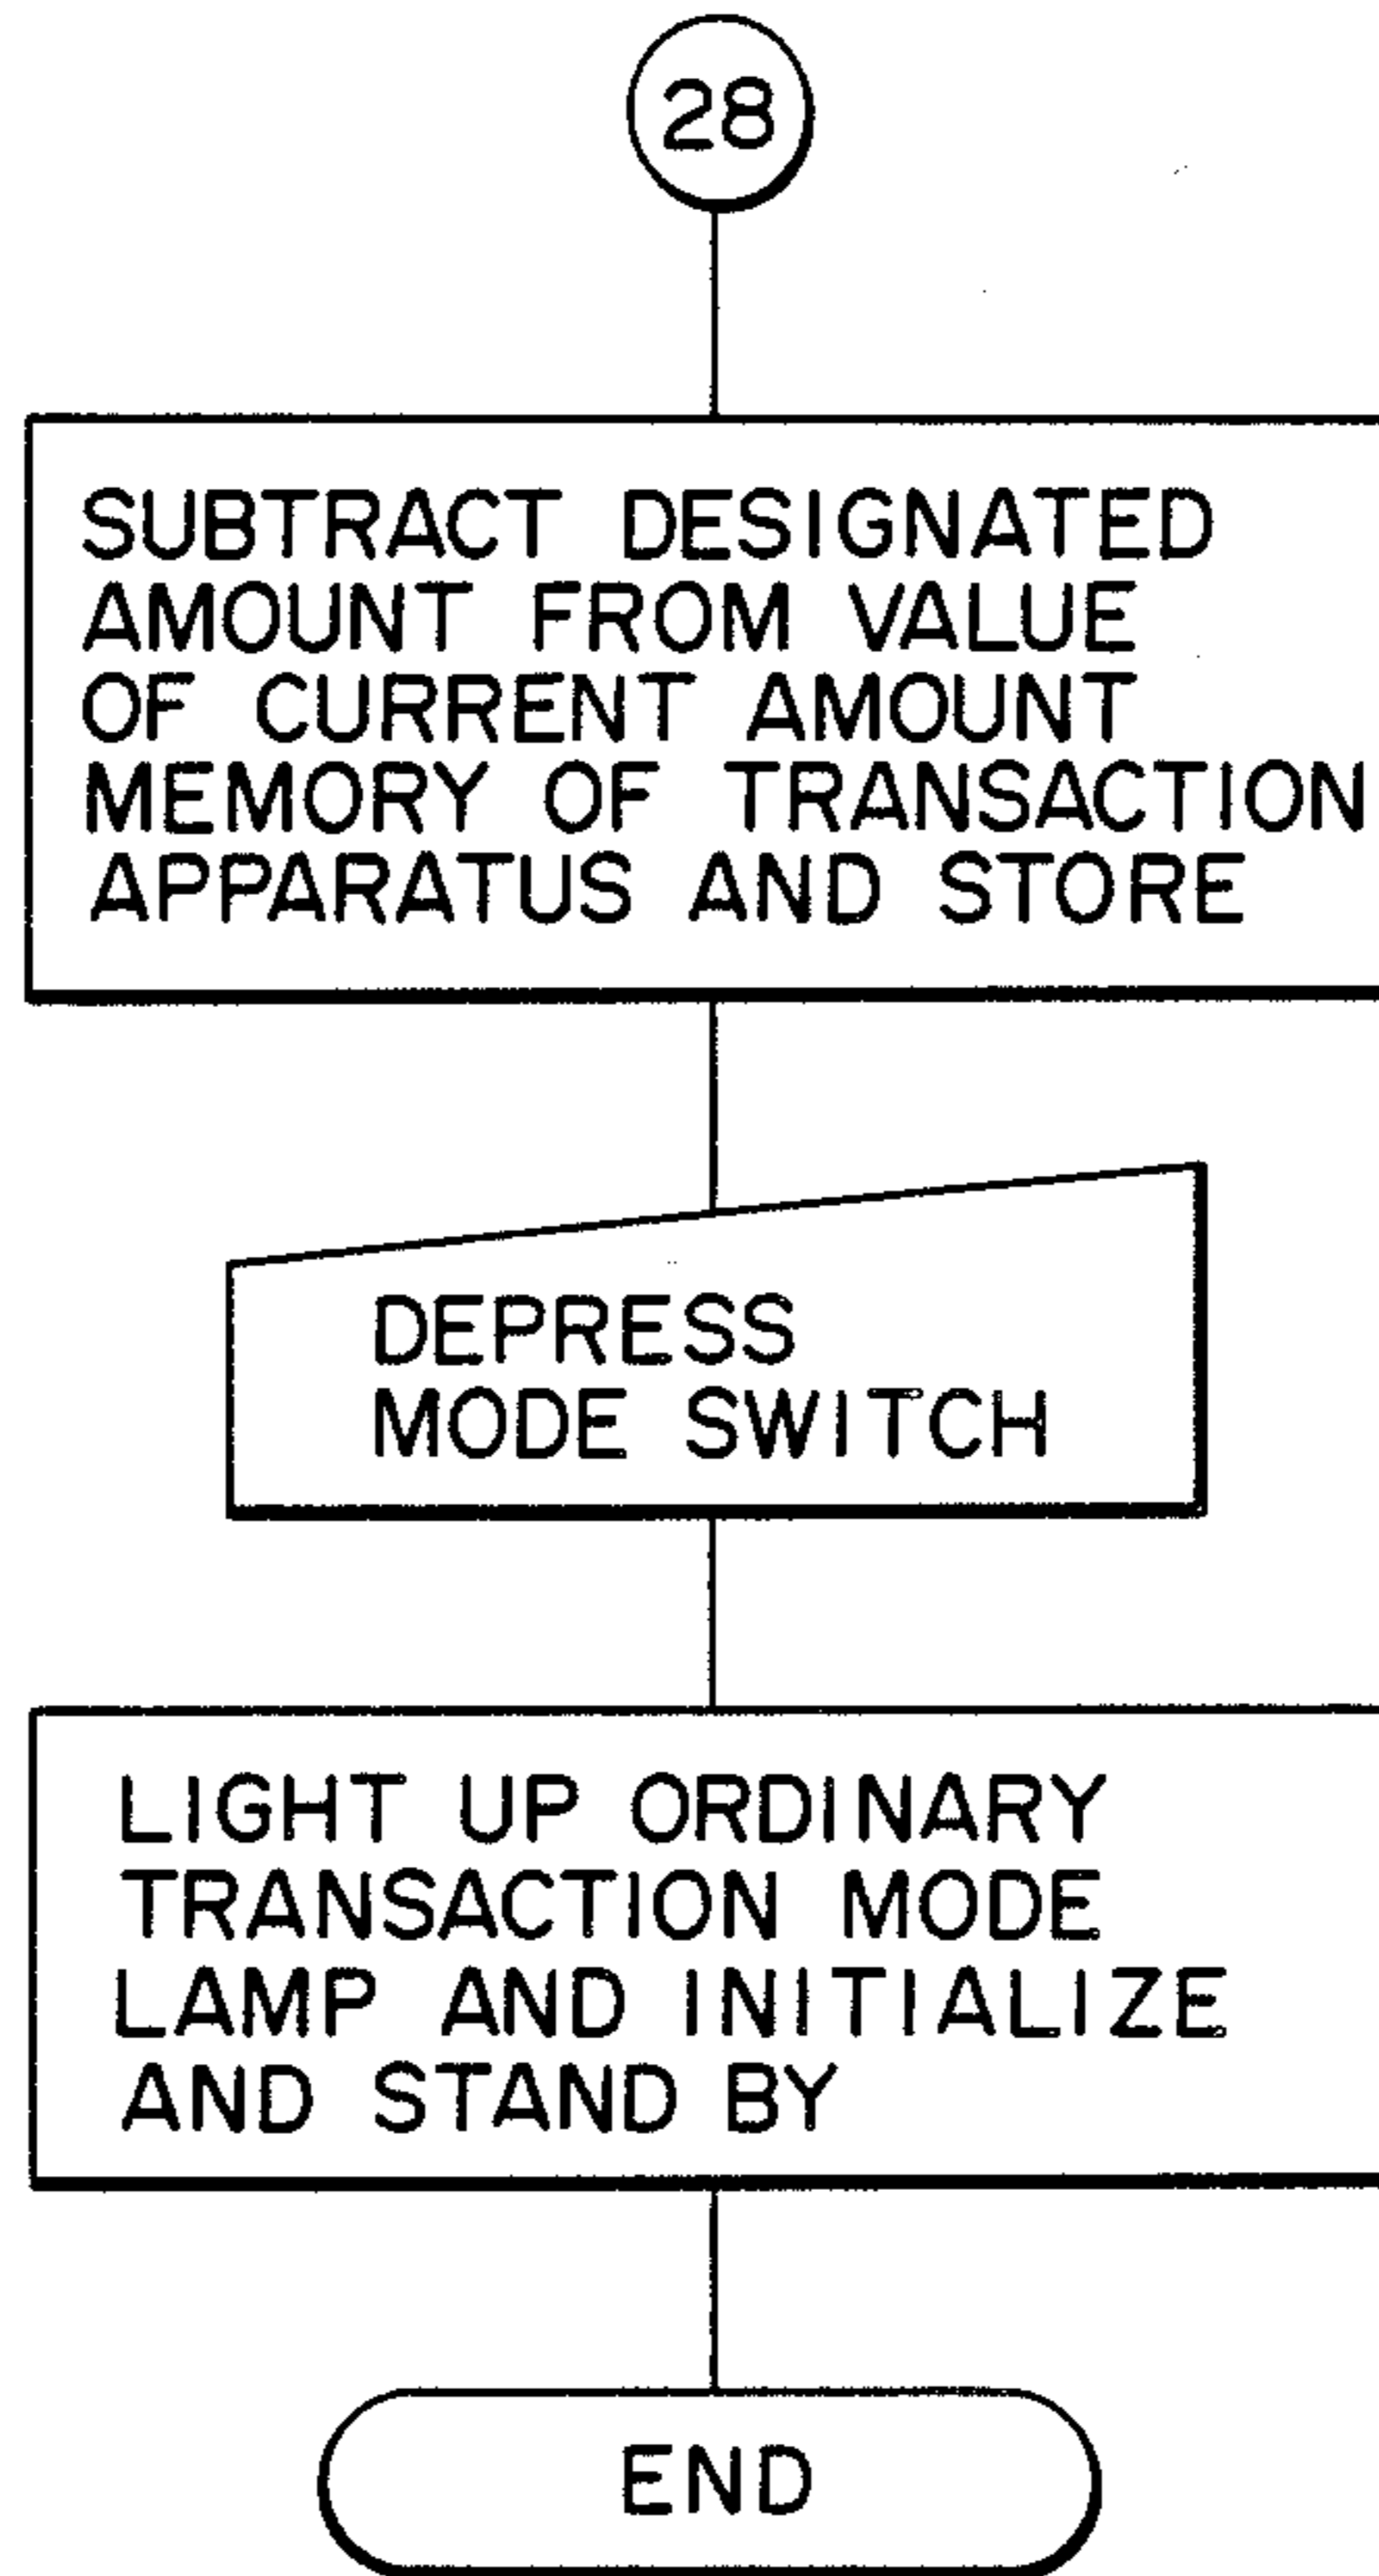 28
SUBTRACT DESIGNATED
AMOUNT FROM VALUE
OF CURRENT AMOUNT
MEMORY OF TRANSACTION
APPARATUS AND STORE
DEPRESS
MODE SWITCH
LIGHT UP ORDINARY
TRANSACTION MODE
LAMP AND INITIALIZE
AND STAND BY
END